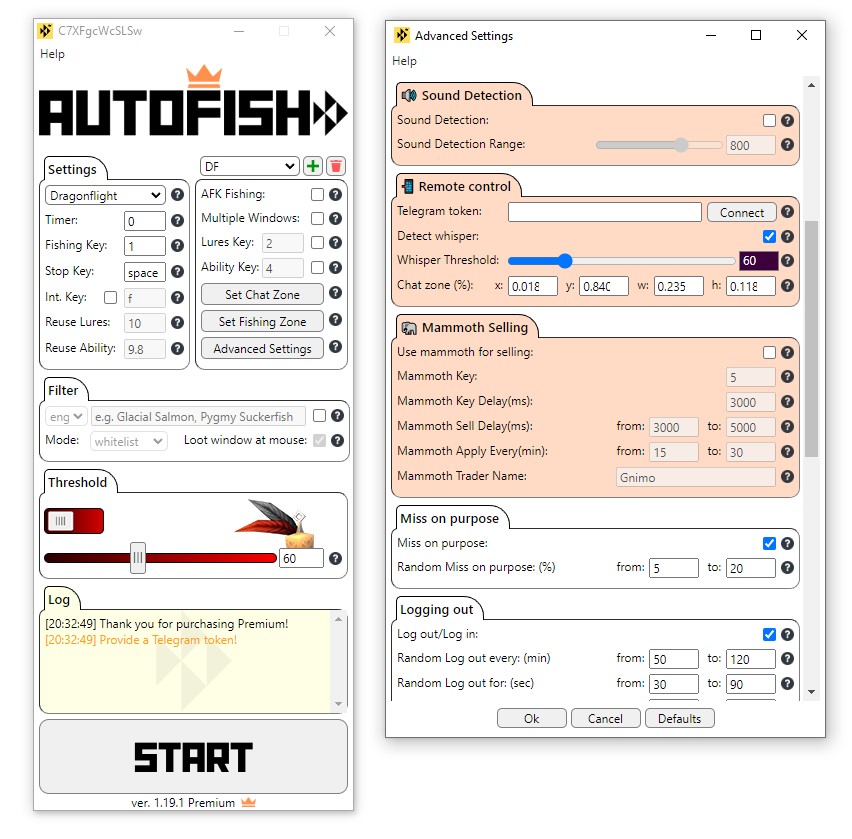 C7XFgcWcSLSw
Help
AUTOFISH
Settings
DF
Dragonflight
Timer: 0
Fishing Key: 1
Stop Key: space
Int. Key: f
Reuse Lures: 10
Reuse Ability: 9.8
AFK Fishing:
Multiple Windows:
Lures Key: 2
Ability Key: 4
Set Chat Zone
Set Fishing Zone
Advanced Settings
Filter
eng e.g. Glacial Salmon, Pygmy Suckerfish
Mode: whitelist Loot window at mouse:
Threshold
60
Log
[20:32:49] Thank you for purchasing Premium!
[20:32:49] Provide a Telegram token!
START
ver. 1.19.1 Premium
Advanced Settings
Help
Sound Detection
Sound Detection:
Sound Detection Range: 800
Remote control
Telegram token: Connect
Detect whisper:
Whisper Threshold: 60
Chat zone (%): x: 0.018 y: 0.840 w: 0.235 h: 0.118
Mammoth Selling
Use mammoth for selling:
Mammoth Key: 5
Mammoth Key Delay(ms): 3000
Mammoth Sell Delay(ms): from: 3000 to: 5000
Mammoth Apply Every(min): from: 15 to: 30
Mammoth Trader Name: Gnimo
Miss on purpose
Miss on purpose:
Random Miss on purpose: (%) from: 5 to: 20
Logging out
Log out/Log in:
Random Log out every: (min) from: 50 to: 120
Random Log out for: (sec) from: 30 to: 90
Ok Cancel Defaults